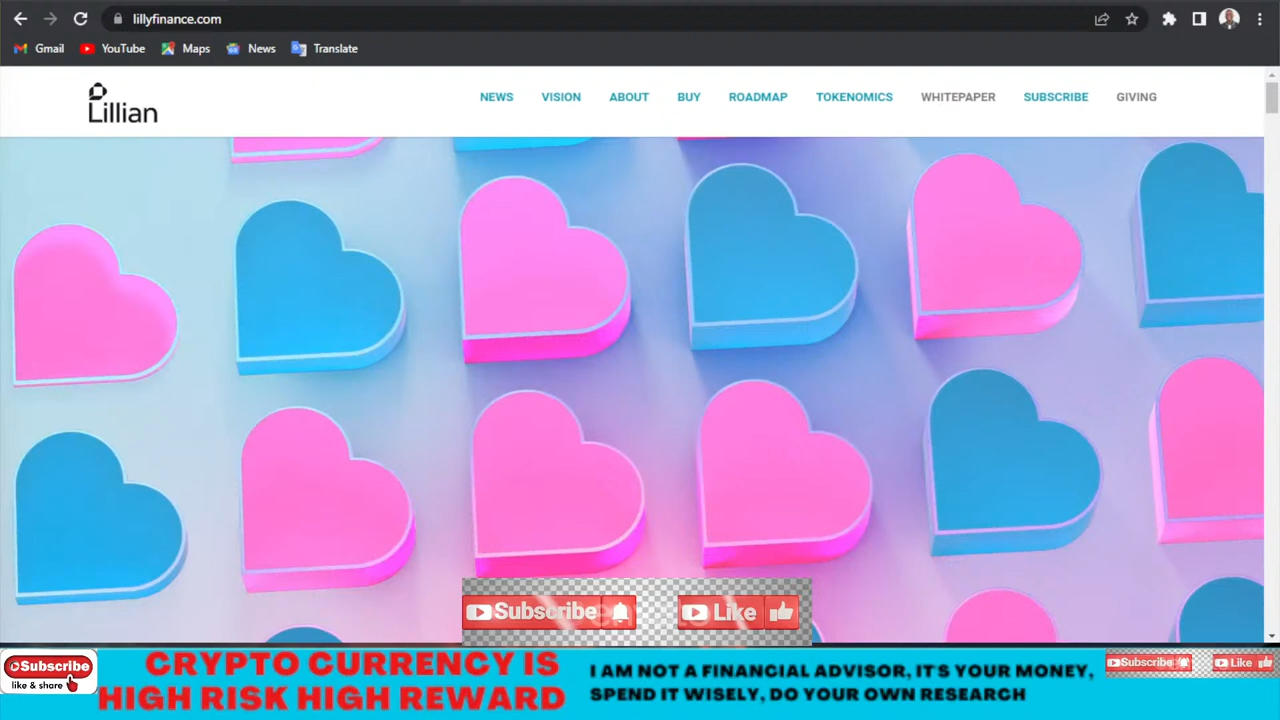 lillyfinance.com
Gmail YouTube Maps News Translate
Lillian
NEWS VISION ABOUT BUY ROADMAP TOKENOMICS WHITEPAPER SUBSCRIBE GIVING
Subscribe Like
Subscribe
like & share
CRYPTO CURRENCY IS
HIGH RISK HIGH REWARD
I AM NOT A FINANCIAL ADVISOR, IT'S YOUR MONEY,
SPEND IT WISELY, DO YOUR OWN RESEARCH
Subscribe Like